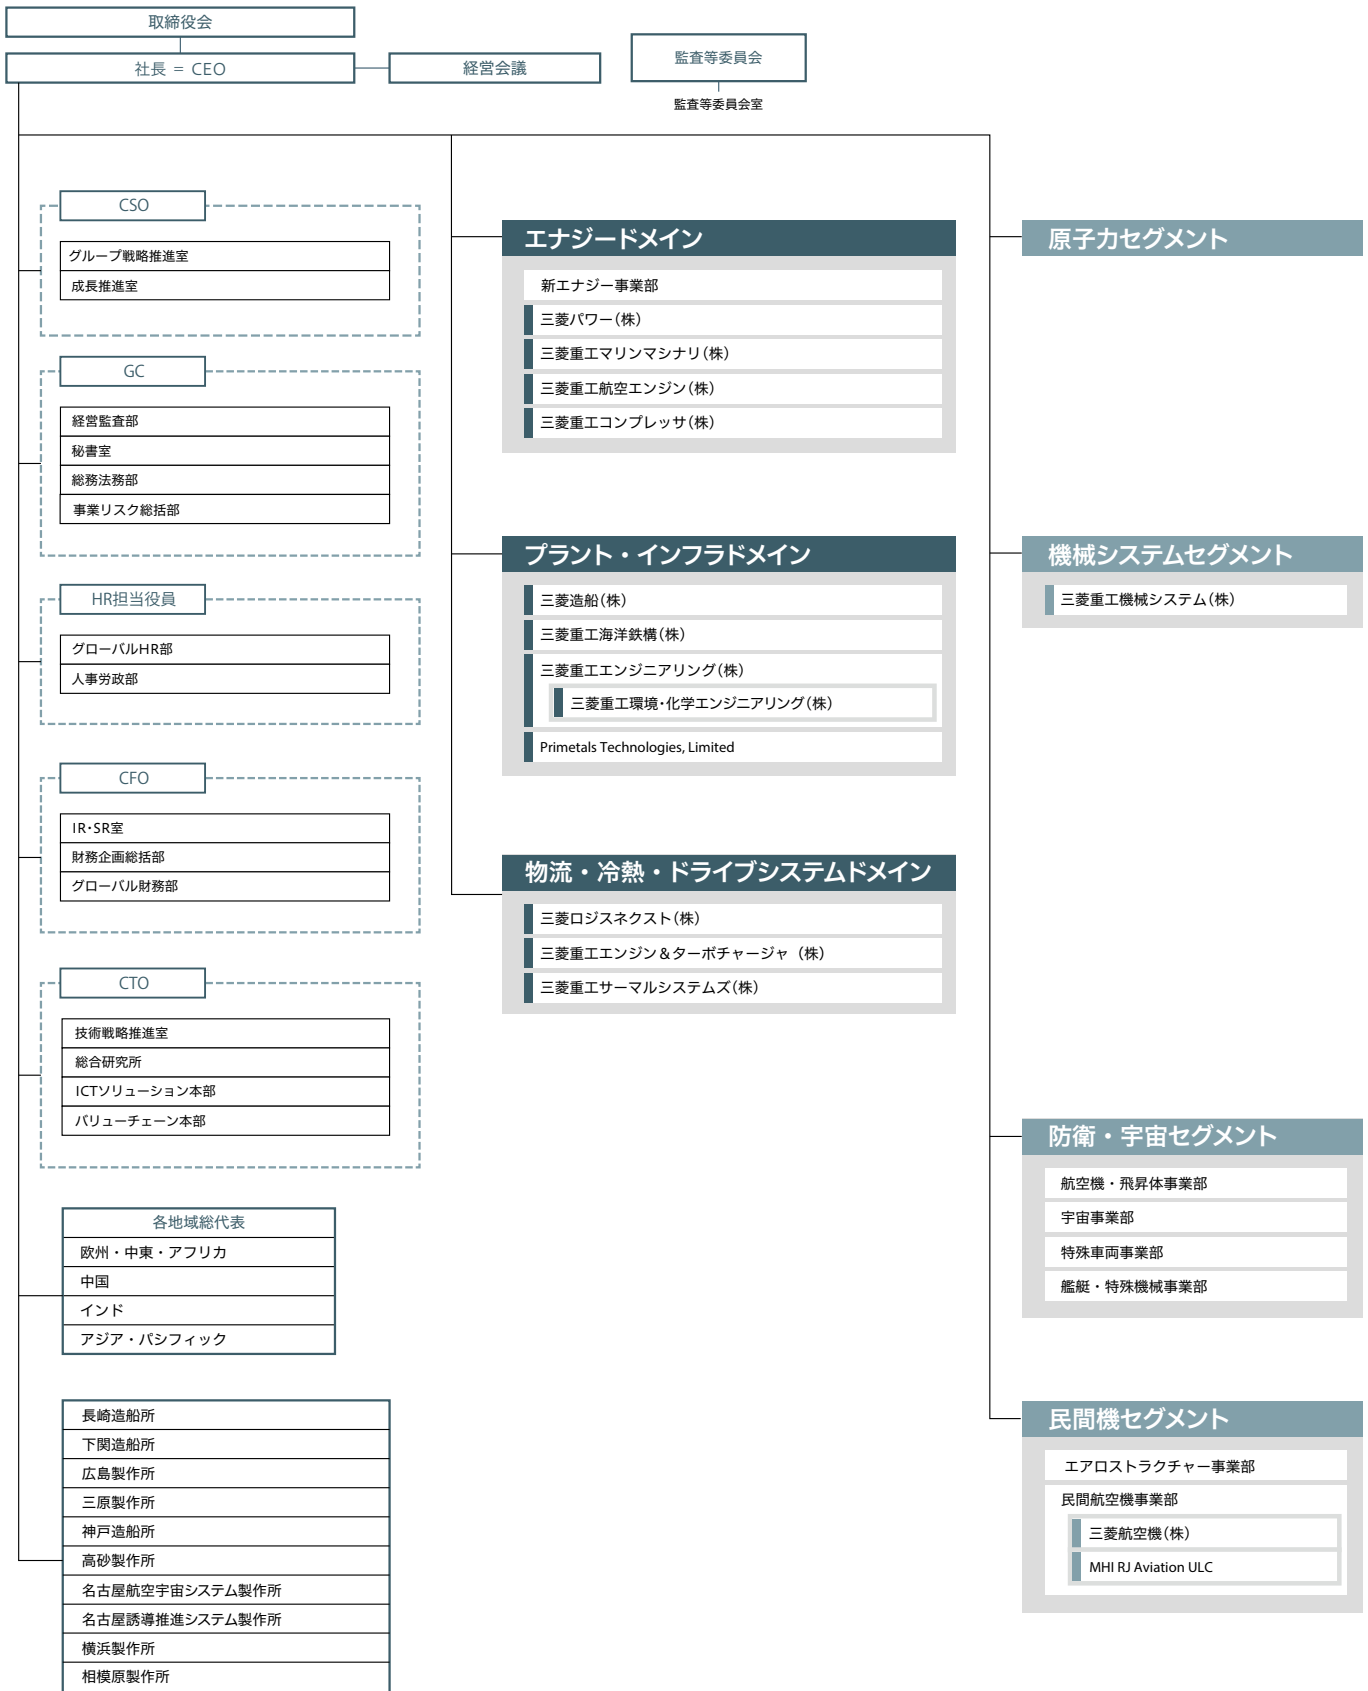 取締役会
社長 = CEO
経営会議
監査等委員会
監査等委員会室
CSO
グループ戦略推進室
成長推進室
GC
経営監査部
秘書室
総務法務部
事業リスク総括部
HR担当役員
グローバルHR部
人事労政部
CFO
IR・SR室
財務企画総括部
グローバル財務部
CTO
技術戦略推進室
総合研究所
ICTソリューション本部
バリューチェーン本部
各地域総代表
欧州・中東・アフリカ
中国
インド
アジア・パシフィック
長崎造船所
下関造船所
広島製作所
三原製作所
神戸造船所
高砂製作所
名古屋航空宇宙システム製作所
名古屋誘導推進システム製作所
横浜製作所
相模原製作所
エナジードメイン
新エナジー事業部
三菱パワー(株)
三菱重工マリンマシナリ(株)
三菱重工航空エンジン(株)
三菱重工コンプレッサ(株)
プラント・インフラドメイン
三菱造船(株)
三菱重工海洋鉄構(株)
三菱重工エンジニアリング(株)
三菱重工環境・化学エンジニアリング(株)
Primetals Technologies, Limited
物流・冷熱・ドライブシステムドメイン
三菱ロジスネクスト(株)
三菱重工エンジン＆ターボチャージャ (株)
三菱重工サーマルシステムズ(株)
原子力セグメント
機械システムセグメント
三菱重工機械システム(株)
防衛・宇宙セグメント
航空機・飛昇体事業部
宇宙事業部
特殊車両事業部
艦艇・特殊機械事業部
民間機セグメント
エアロストラクチャー事業部
民間航空機事業部
三菱航空機(株)
MHI RJ Aviation ULC